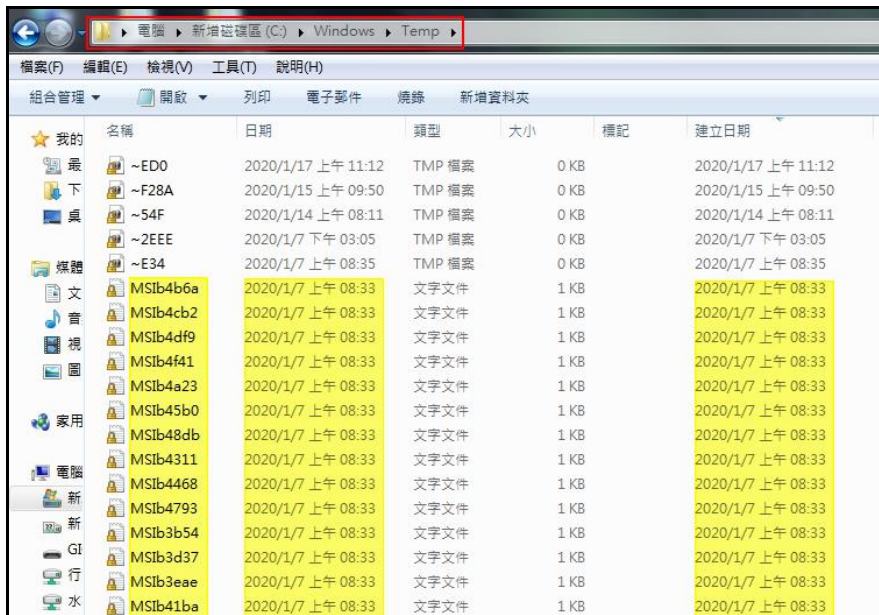 電腦 ▸ 新增磁碟區 (C:) ▸ Windows ▸ Temp ▸
檔案(F) 編輯(E) 檢視(V) 工具(T) 說明(H)
組合管理 開啟 列印 電子郵件 燒錄 新增資料夾
名稱 日期 類型 大小 標記 建立日期
我的
最
下
桌
媒體
文
音
視
圖
家用
電腦
新
新
GI
行
水
~ED0 2020/1/17 上午 11:12 TMP 檔案 0 KB 2020/1/17 上午 11:12
~F28A 2020/1/15 上午 09:50 TMP 檔案 0 KB 2020/1/15 上午 09:50
~54F 2020/1/14 上午 08:11 TMP 檔案 0 KB 2020/1/14 上午 08:11
~2EEE 2020/1/7 下午 03:05 TMP 檔案 0 KB 2020/1/7 下午 03:05
~E34 2020/1/7 上午 08:35 TMP 檔案 0 KB 2020/1/7 上午 08:35
MSIb4b6a 2020/1/7 上午 08:33 文字文件 1 KB 2020/1/7 上午 08:33
MSIb4cb2 2020/1/7 上午 08:33 文字文件 1 KB 2020/1/7 上午 08:33
MSIb4df9 2020/1/7 上午 08:33 文字文件 1 KB 2020/1/7 上午 08:33
MSIb4f41 2020/1/7 上午 08:33 文字文件 1 KB 2020/1/7 上午 08:33
MSIb4a23 2020/1/7 上午 08:33 文字文件 1 KB 2020/1/7 上午 08:33
MSIb45b0 2020/1/7 上午 08:33 文字文件 1 KB 2020/1/7 上午 08:33
MSIb48db 2020/1/7 上午 08:33 文字文件 1 KB 2020/1/7 上午 08:33
MSIb4311 2020/1/7 上午 08:33 文字文件 1 KB 2020/1/7 上午 08:33
MSIb4468 2020/1/7 上午 08:33 文字文件 1 KB 2020/1/7 上午 08:33
MSIb4793 2020/1/7 上午 08:33 文字文件 1 KB 2020/1/7 上午 08:33
MSIb3b54 2020/1/7 上午 08:33 文字文件 1 KB 2020/1/7 上午 08:33
MSIb3d37 2020/1/7 上午 08:33 文字文件 1 KB 2020/1/7 上午 08:33
MSIb3eae 2020/1/7 上午 08:33 文字文件 1 KB 2020/1/7 上午 08:33
MSIb41ba 2020/1/7 上午 08:33 文字文件 1 KB 2020/1/7 上午 08:33